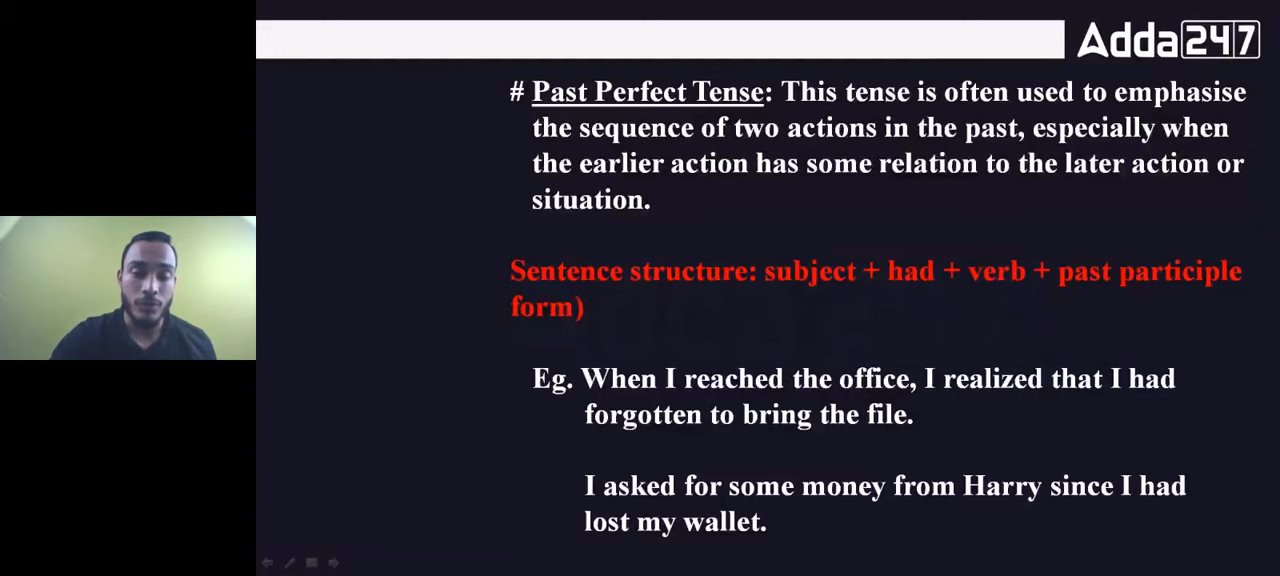 Adda247
# Past Perfect Tense: This tense is often used to emphasise
the sequence of two actions in the past, especially when
the earlier action has some relation to the later action or
situation.
Sentence structure: subject + had + verb + past participle
form)
Eg. When I reached the office, I realized that I had
forgotten to bring the file.
I asked for some money from Harry since I had
lost my wallet.